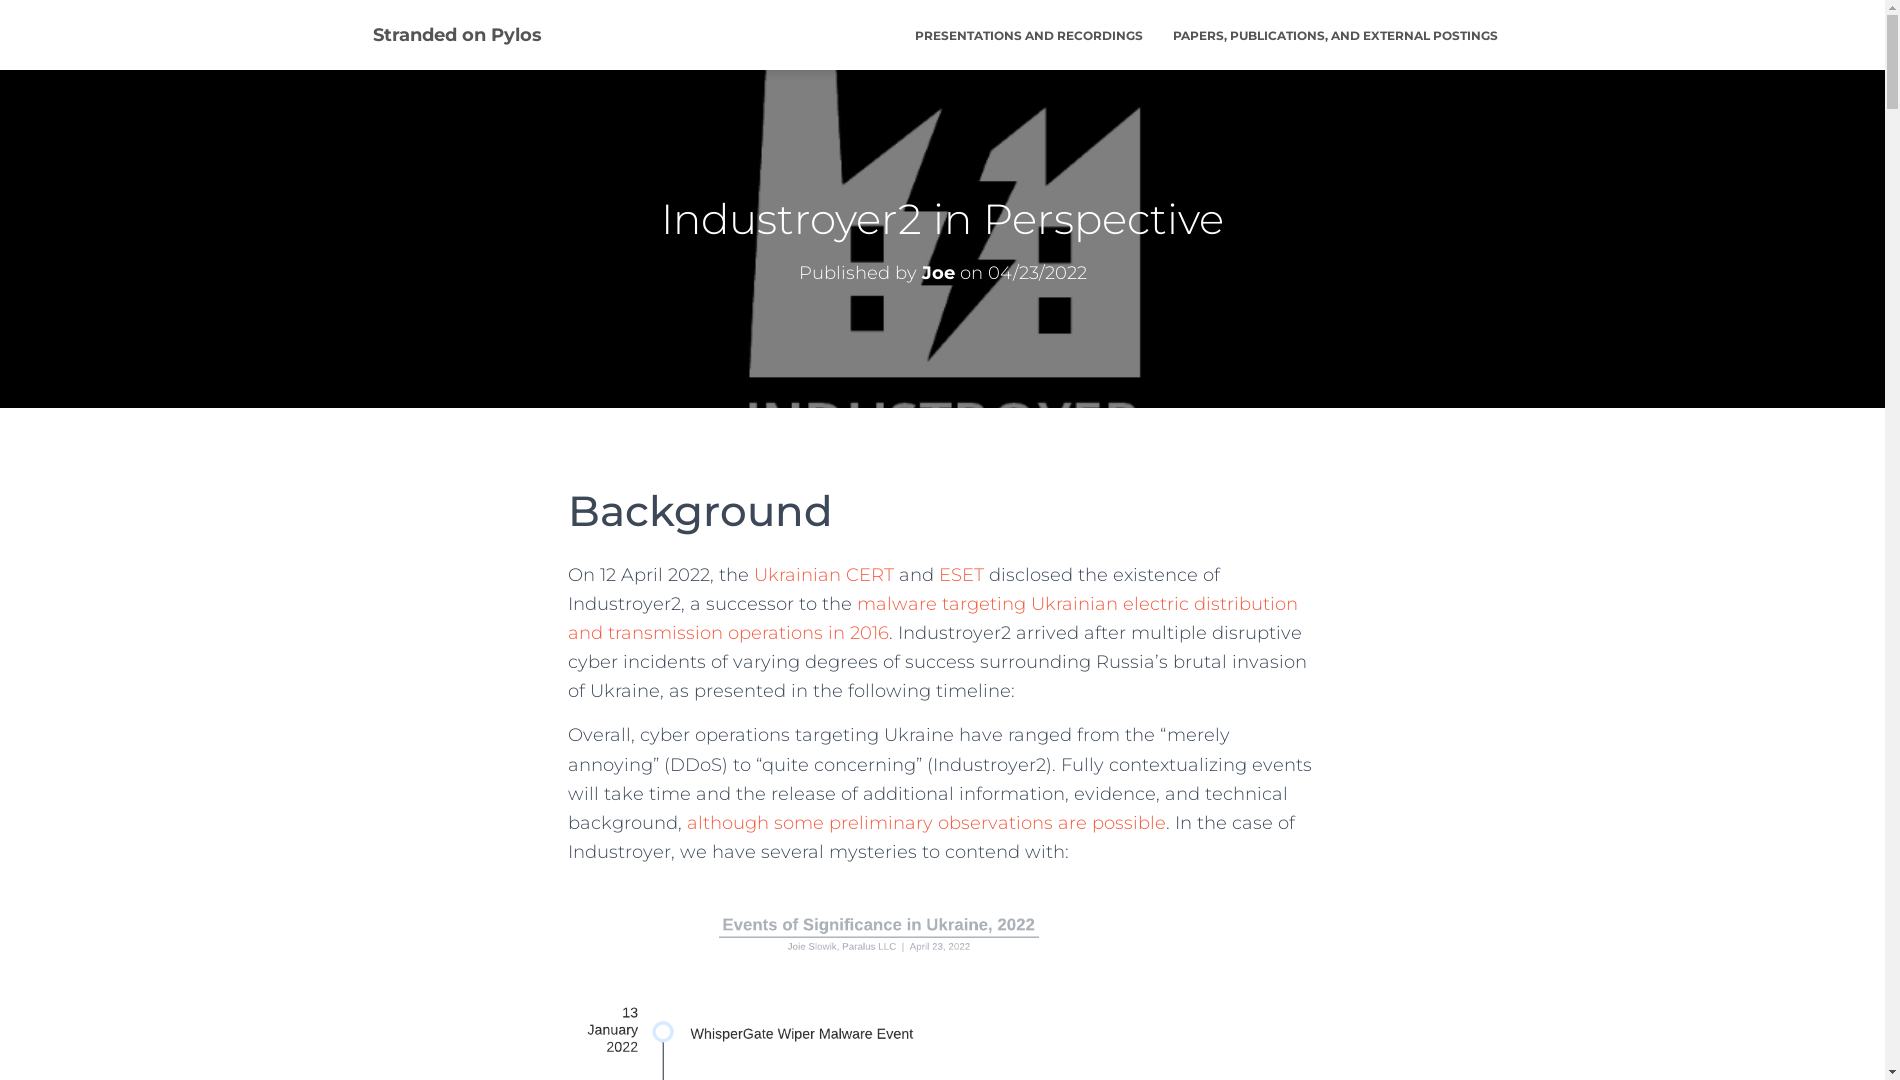 Stranded on Pylos
PRESENTATIONS AND RECORDINGS
PAPERS, PUBLICATIONS, AND EXTERNAL POSTINGS
Industroyer2 in Perspective
Published by Joe on 04/23/2022
INDUSTROYER
Background
On 12 April 2022, the Ukrainian CERT and ESET disclosed the existence of
Industroyer2, a successor to the malware targeting Ukrainian electric distribution
and transmission operations in 2016. Industroyer2 arrived after multiple disruptive
cyber incidents of varying degrees of success surrounding Russia’s brutal invasion
of Ukraine, as presented in the following timeline:
Overall, cyber operations targeting Ukraine have ranged from the “merely
annoying” (DDoS) to “quite concerning” (Industroyer2). Fully contextualizing events
will take time and the release of additional information, evidence, and technical
background, although some preliminary observations are possible. In the case of
Industroyer, we have several mysteries to contend with:
Events of Significance in Ukraine, 2022
Joie Slowik, Paralus LLC | April 23, 2022
13
January
2022
WhisperGate Wiper Malware Event